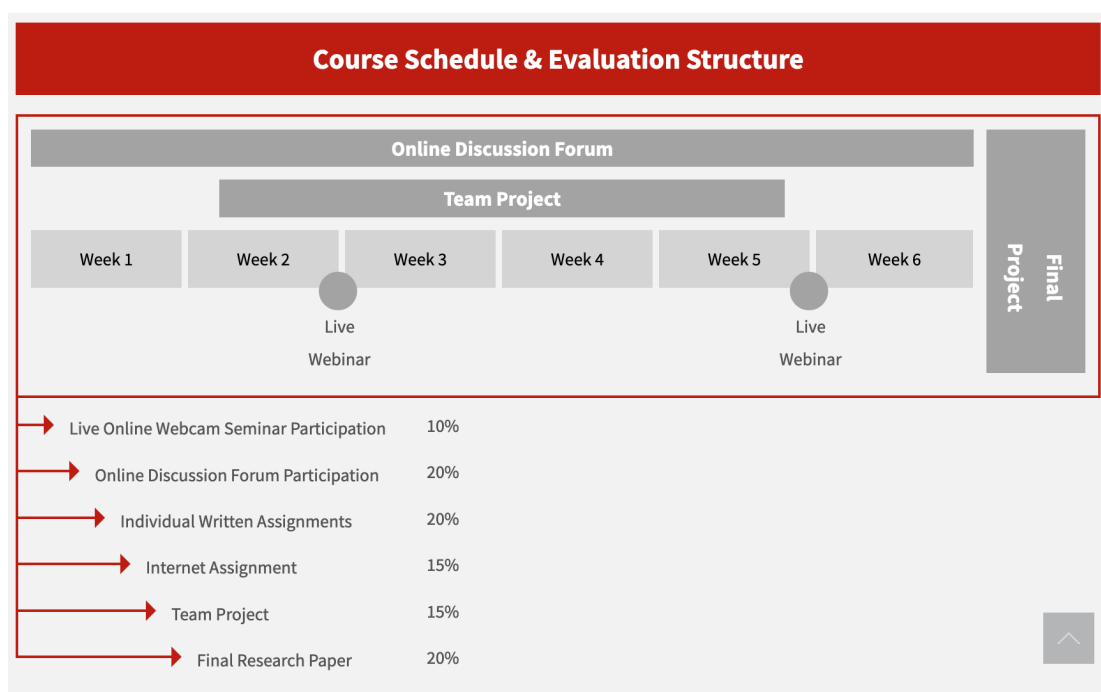 Course Schedule & Evaluation Structure
Online Discussion Forum
Team Project
Week 1 Week 2 Week 3 Week 4 Week 5 Week 6
Final
Project
Live
Webinar
Live
Webinar
Live Online Webcam Seminar Participation 10%
Online Discussion Forum Participation 20%
Individual Written Assignments 20%
Internet Assignment 15%
Team Project 15%
Final Research Paper 20%